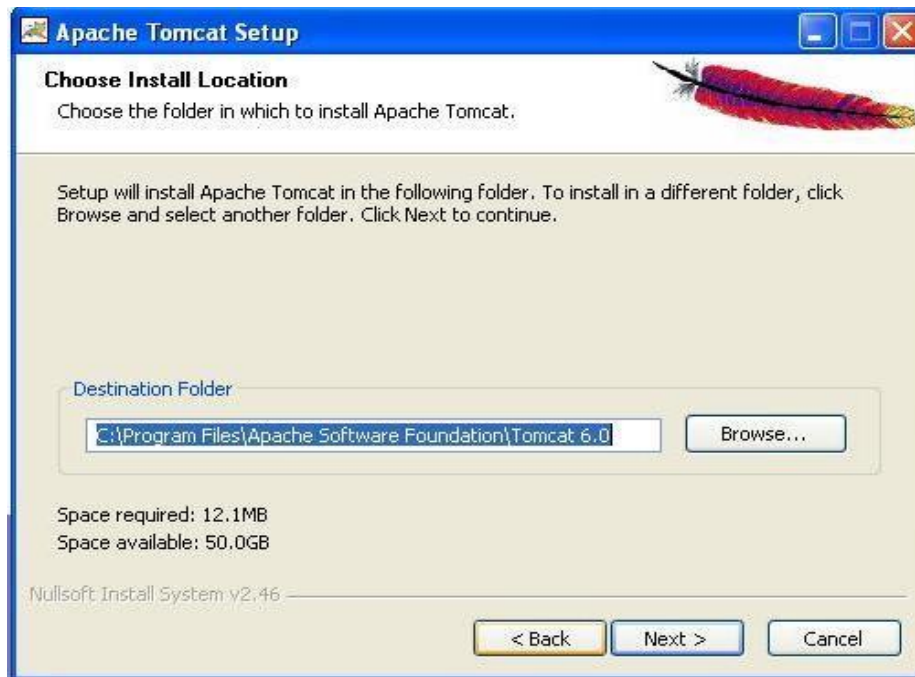 Apache Tomcat Setup
Choose Install Location
Choose the folder in which to install Apache Tomcat.
Setup will install Apache Tomcat in the following folder. To install in a different folder, click
Browse and select another folder. Click Next to continue.
Destination Folder
C:\Program Files\Apache Software Foundation\Tomcat 6.0
Browse...
Space required: 12.1MB
Space available: 50.0GB
Nullsoft Install System v2.46
< Back
Next >
Cancel